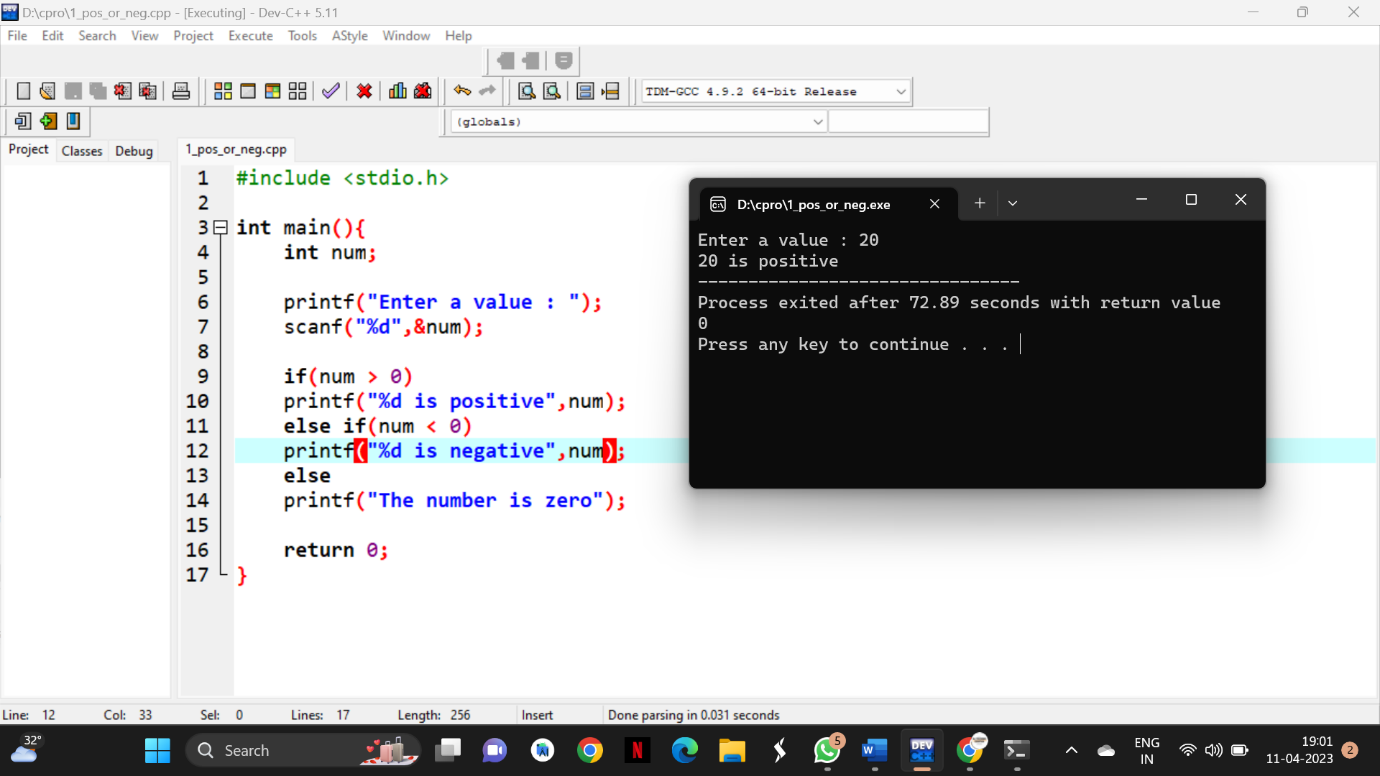 D:\cpro\1_pos_or_neg.cpp - [Executing] - Dev-C++ 5.11
File Edit Search View Project Execute Tools AStyle Window Help
TDM-GCC 4.9.2 64-bit Release
(globals)
Project Classes Debug
1_pos_or_neg.cpp
1 #include <stdio.h>
2
3 int main(){
4 int num;
5
6 printf("Enter a value : ");
7 scanf("%d",&num);
8
9 if(num > 0)
10 printf("%d is positive",num);
11 else if(num < 0)
12 printf("%d is negative",num);
13 else
14 printf("The number is zero");
15
16 return 0;
17 }
D:\cpro\1_pos_or_neg.exe
Enter a value : 20
20 is positive
--------------------------------
Process exited after 72.89 seconds with return value
0
Press any key to continue . . .
Line: 12 Col: 33 Sel: 0 Lines: 17 Length: 256 Insert Done parsing in 0.031 seconds
32°
Search
N
5
W
DEV
C++
ENG
IN
19:01
11-04-2023
2